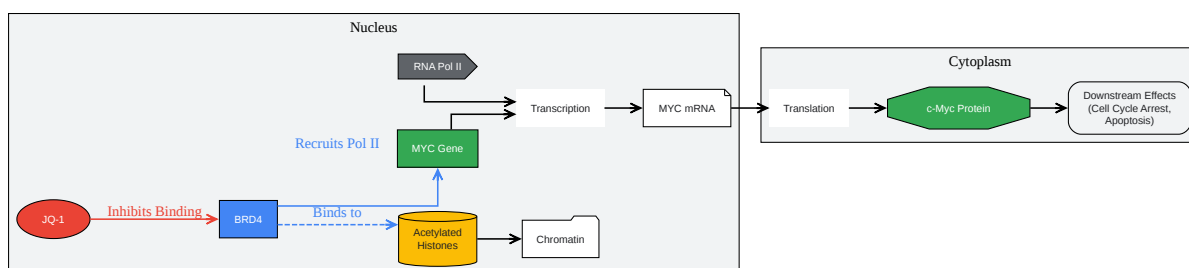 Nucleus
Cytoplasm
RNA Pol II
Transcription
MYC mRNA
Translation
c-Myc Protein
Downstream Effects
(Cell Cycle Arrest,
Apoptosis)
Recruits Pol II
MYC Gene
JQ-1
Inhibits Binding
BRD4
Binds to
Acetylated
Histones
Chromatin